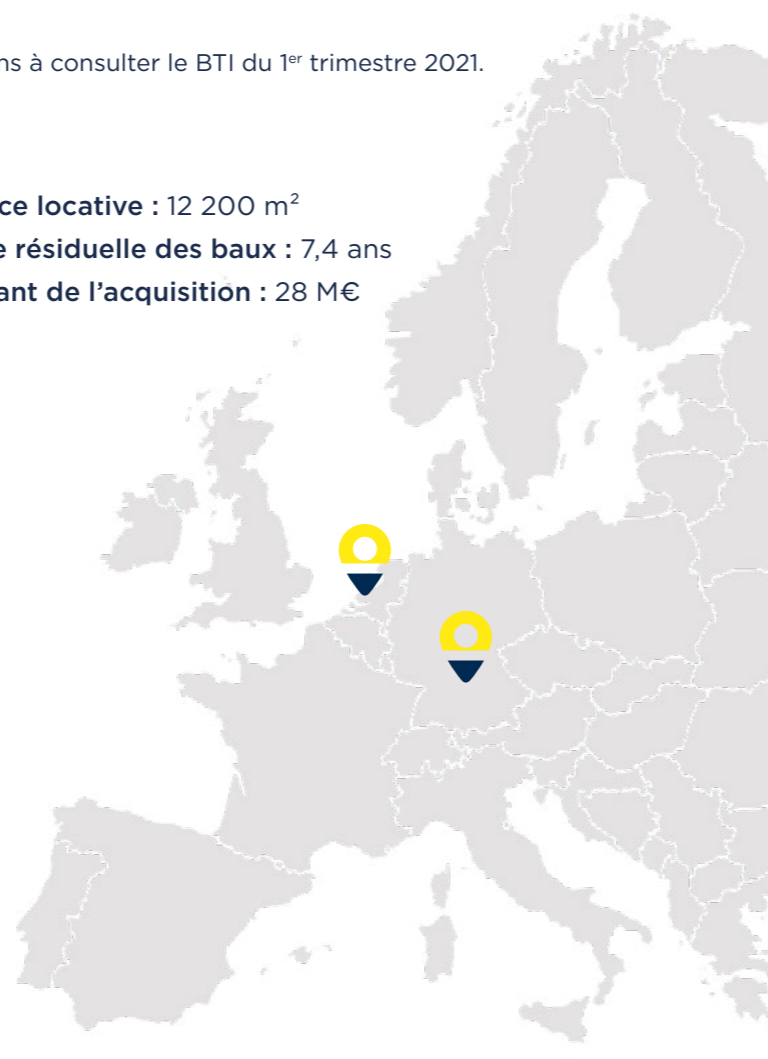 ns à consulter le BTI du 1er trimestre 2021.
ce locative : 12 200 m²
e résiduelle des baux : 7,4 ans
ant de l'acquisition : 28 M€